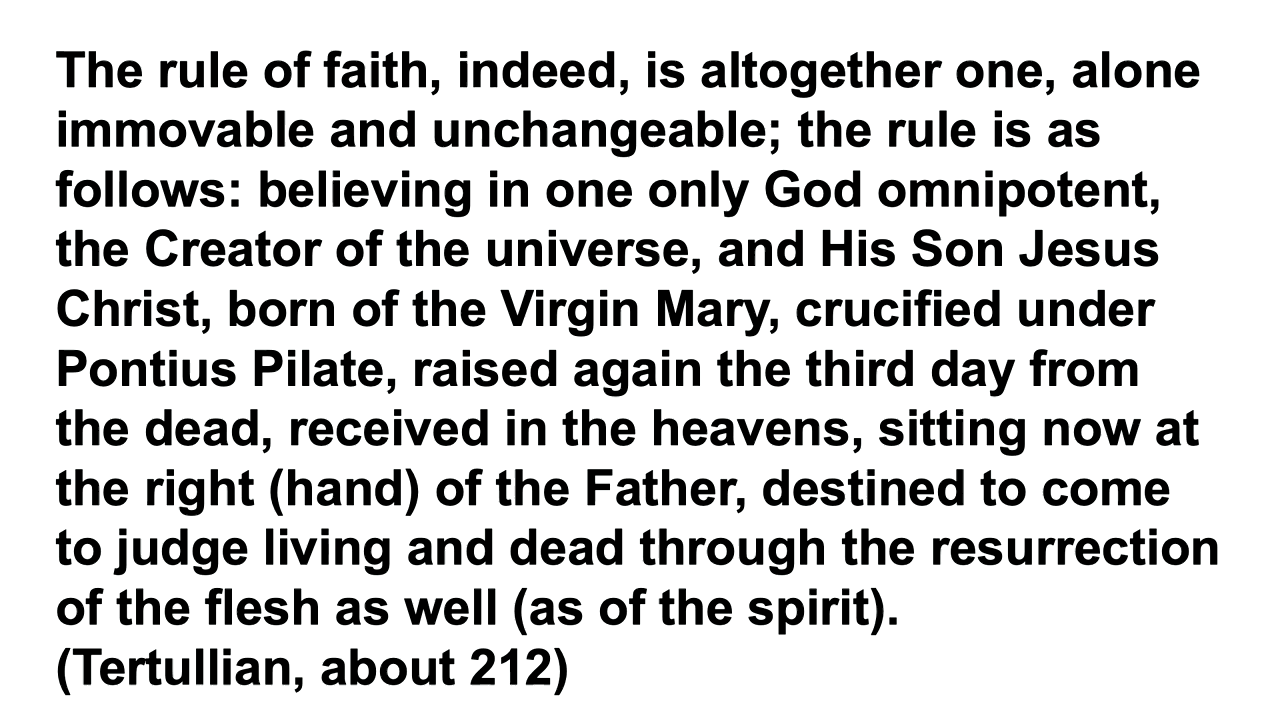 The rule of faith, indeed, is altogether one, alone
immovable and unchangeable; the rule is as
follows: believing in one only God omnipotent,
the Creator of the universe, and His Son Jesus
Christ, born of the Virgin Mary, crucified under
Pontius Pilate, raised again the third day from
the dead, received in the heavens, sitting now at
the right (hand) of the Father, destined to come
to judge living and dead through the resurrection
of the flesh as well (as of the spirit).
(Tertullian, about 212)